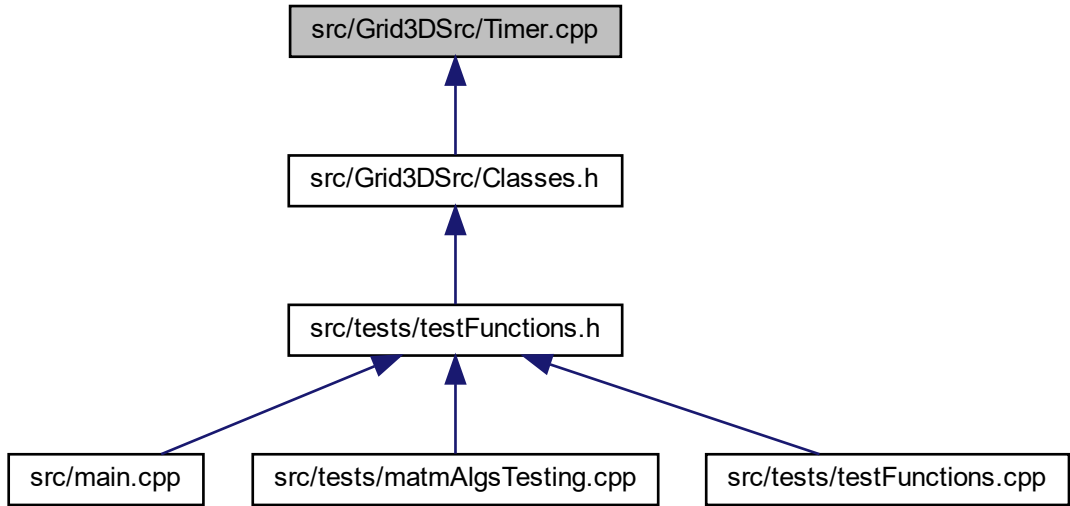 src/Grid3DSrc/Timer.cpp
src/Grid3DSrc/Classes.h
src/tests/testFunctions.h
src/main.cpp
src/tests/matmAlgsTesting.cpp
src/tests/testFunctions.cpp